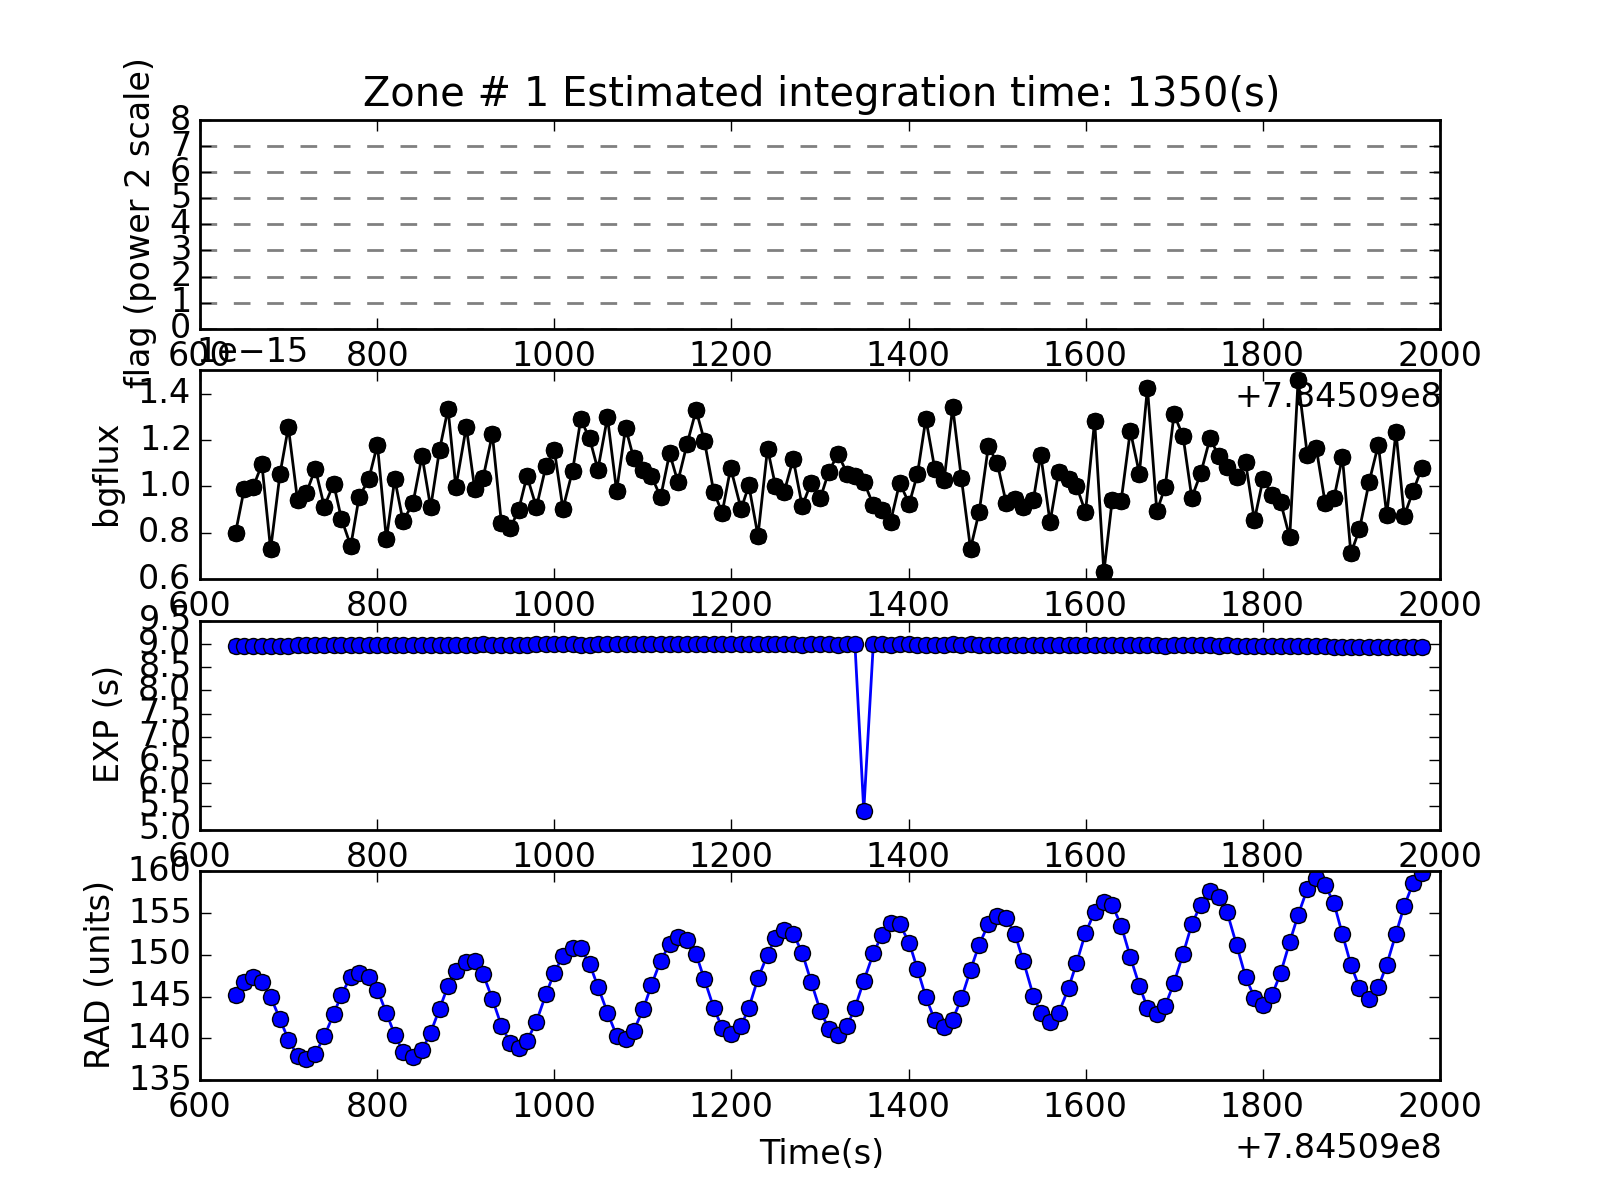 Zone # 1 Estimated integration time: 1350(s)
flag (power 2 scale)
8
7
6
5
4
3
2
1
0
600 800 1000 1200 1400 1600 1800 2000
1e−15
+7.84509e8
bgflux
1.4
1.2
1.0
0.8
0.6
600 800 1000 1200 1400 1600 1800 2000
EXP (s)
9.5
9.0
8.5
8.0
7.5
7.0
6.5
6.0
5.5
5.0
600 800 1000 1200 1400 1600 1800 2000
RAD (units)
160
155
150
145
140
135
600 800 1000 1200 1400 1600 1800 2000
Time(s)
+7.84509e8